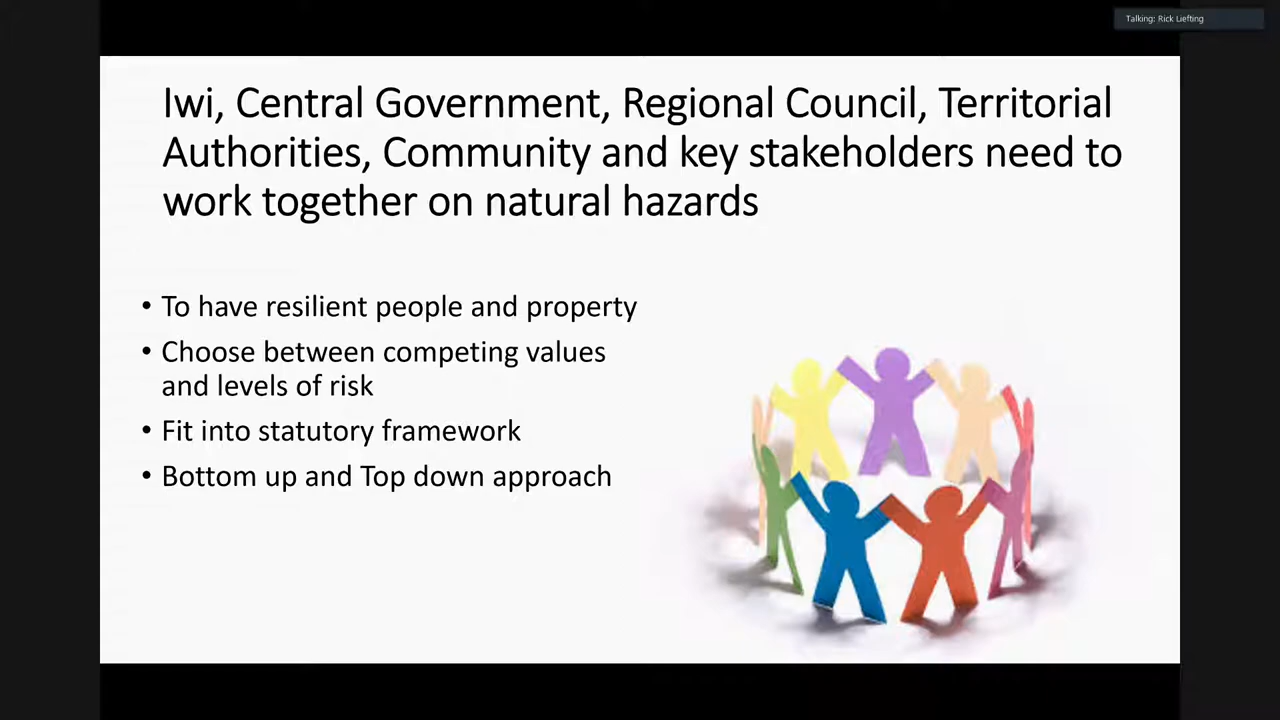 Talking: Rick Liefting
Iwi, Central Government, Regional Council, Territorial
Authorities, Community and key stakeholders need to
work together on natural hazards
• To have resilient people and property
• Choose between competing values
and levels of risk
• Fit into statutory framework
• Bottom up and Top down approach